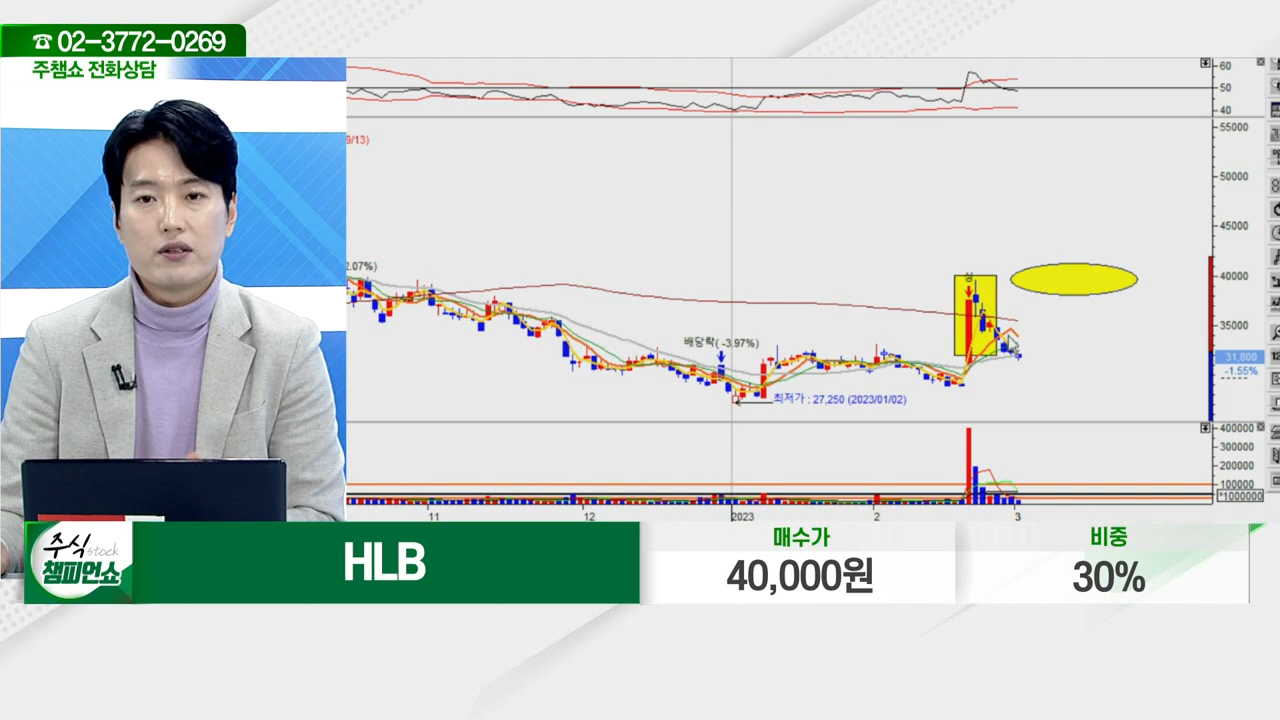 ☎ 02-3772-0269
주챔쇼 전화상담
60
50
40
9/13)
55000
50000
45000
40000
35000
31,800
-1.55%
2.07%)
상
배당락( -3.97%)
최저가 : 27,250 (2023/01/02)
400000
300000
200000
100000
*1000000
11
12
2023
2
3
주식 stock
챔피언쇼
HLB
매수가
40,000원
비중
30%